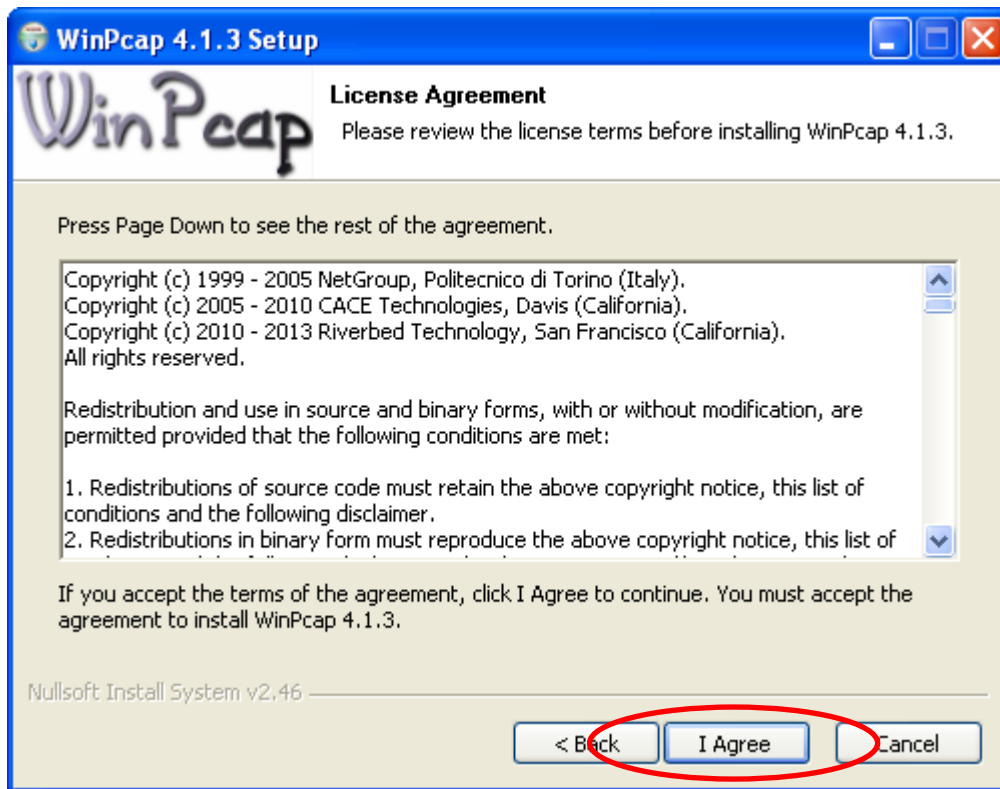 WinPcap 4.1.3 Setup
WinPcap
License Agreement
Please review the license terms before installing WinPcap 4.1.3.
Press Page Down to see the rest of the agreement.
Copyright (c) 1999 - 2005 NetGroup, Politecnico di Torino (Italy).
Copyright (c) 2005 - 2010 CACE Technologies, Davis (California).
Copyright (c) 2010 - 2013 Riverbed Technology, San Francisco (California).
All rights reserved.
Redistribution and use in source and binary forms, with or without modification, are
permitted provided that the following conditions are met:
1. Redistributions of source code must retain the above copyright notice, this list of
conditions and the following disclaimer.
2. Redistributions in binary form must reproduce the above copyright notice, this list of
If you accept the terms of the agreement, click I Agree to continue. You must accept the
agreement to install WinPcap 4.1.3.
Nullsoft Install System v2.46
< Back I Agree Cancel